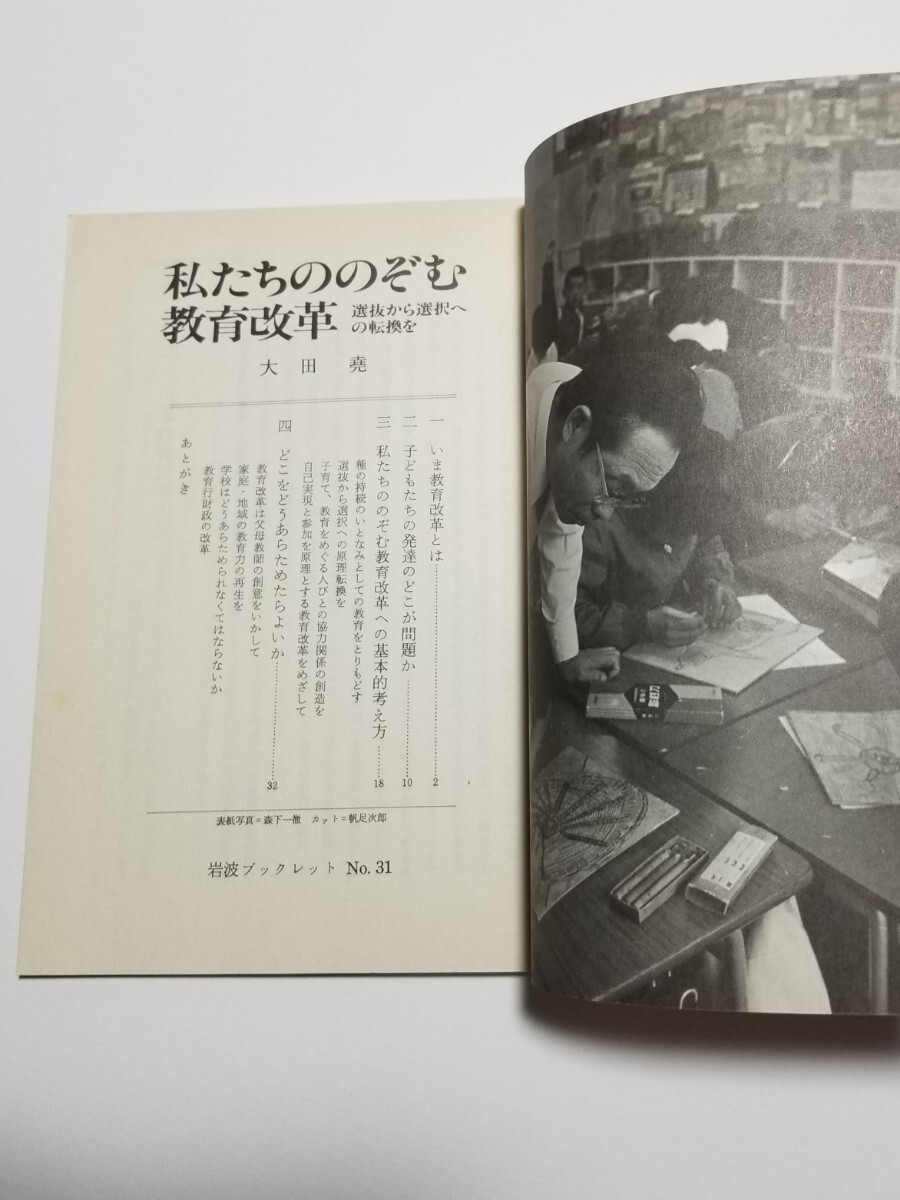 私たちののぞむ
教育改革 選抜から選択へ
の転換を
大田 堯
一 いま教育改革とは…………2
二 子どもたちの発達のどこが問題か…………10
三 私たちののぞむ教育改革への基本的考え方……18
種の持続のいとなみとしての教育をとりもどす
選抜から選択への原理転換を
子育て、教育をめぐる人びとの協力関係の創造を
自己実現と参加を原理とする教育改革をめざして
四 どこをどうあらためたらよいか…………32
教育改革は父母教師の創意をいかして
家庭・地域の教育力の再生を
学校はどうあらためられなくてはならないか
教育行財政の改革
あとがき
表紙写真＝森下一徹 カット＝帆足次郎
岩波ブックレット No. 31
彫刻刀